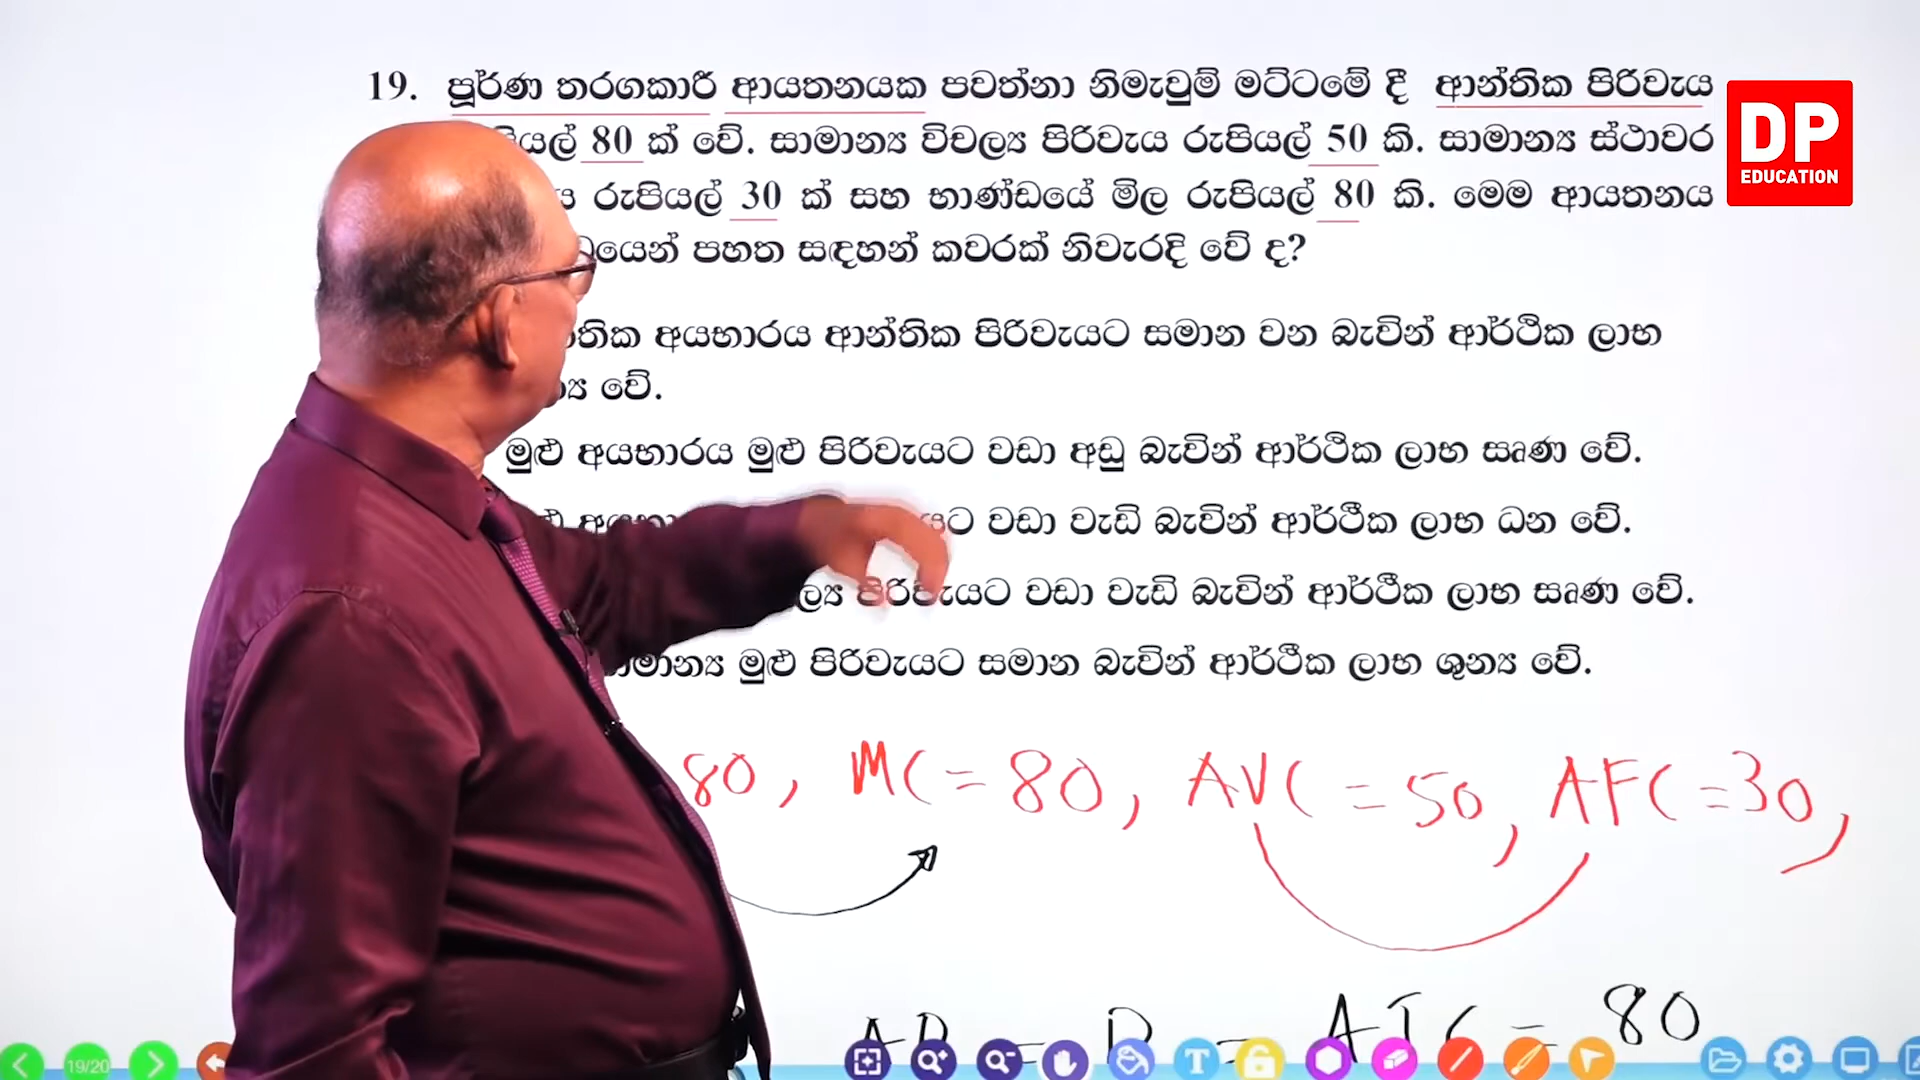 19. පූර්ණ තරගකාරී ආයතනයක පවත්නා නිමැවුම් මට්ටමේ දී ආන්තික පිරිවැය
80 ක් වේ. සාමාන්‍ය විචල්‍ය පිරිවැය රුපියල් 50 කි. සාමාන්‍ය ස්ථාවර
රුපියල් 30 ක් සහ භාණ්ඩයේ මිල රුපියල් 80 කි. මෙම ආයතනය
පහත සඳහන් කවරක් නිවැරදි වේ ද?
අයභාරය ආන්තික පිරිවැයට සමාන වන බැවින් ආර්ථික ලාභ
වේ.
මුළු අයභාරය මුළු පිරිවැයට වඩා අඩු බැවින් ආර්ථික ලාභ සෘණ වේ.
වඩා වැඩි බැවින් ආර්ථීක ලාභ ධන වේ.
පිරිවැයට වඩා වැඩි බැවින් ආර්ථීක ලාභ සෘණ වේ.
මුළු පිරිවැයට සමාන බැවින් ආර්ථීක ලාභ ශුන්‍ය වේ.
80, MC = 80, AVC = 50, AFC = 30,
= P = ATC = 80
DP
EDUCATION
19/20
T